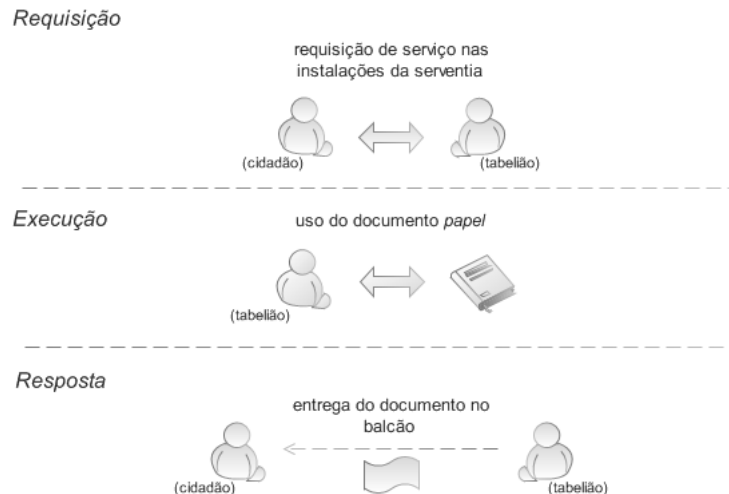 Requisição
requisição de serviço nas
instalações da serventia
(cidadão)
(tabelião)
Execução
uso do documento papel
(tabelião)
Resposta
entrega do documento no
balcão
(cidadão)
(tabelião)